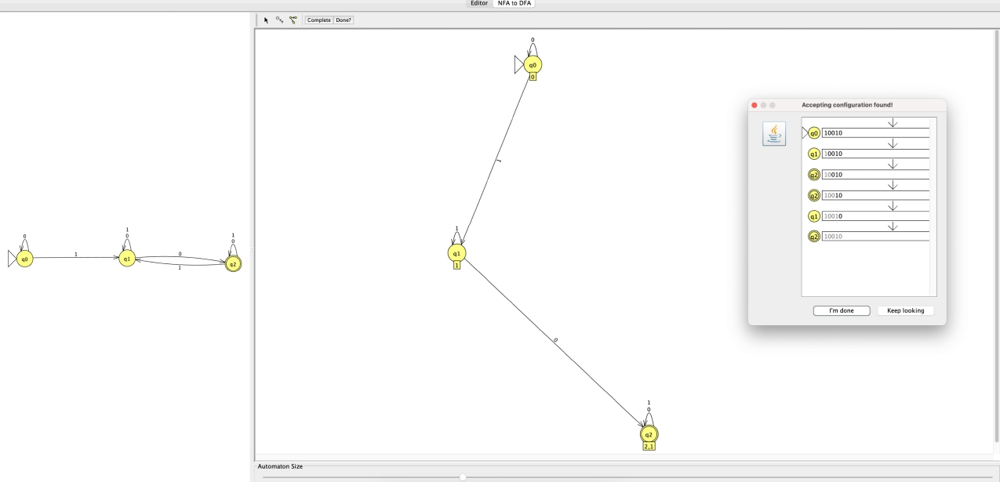 Editor NFA to DFA
Complete Done?
0
q0
0
1
1
q1
1
0
1
0
q2
2,1
0
q0
1
1
0
q1
0
1
1
0
q2
Accepting configuration found!
q0 10010
q1 10010
q2 10010
q2 10010
q1 10010
q2 10010
I'm done Keep looking
Automaton Size